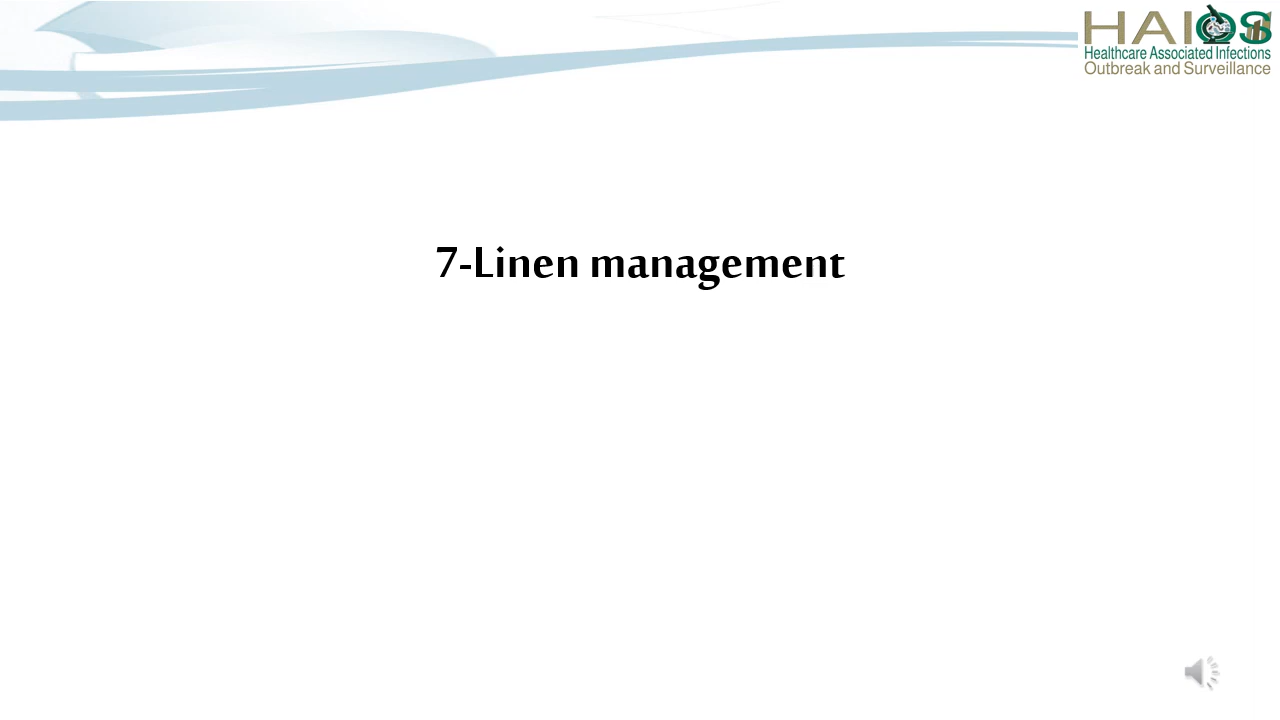 HAIOS
Healthcare Associated Infections
Outbreak and Surveillance
7-Linen management